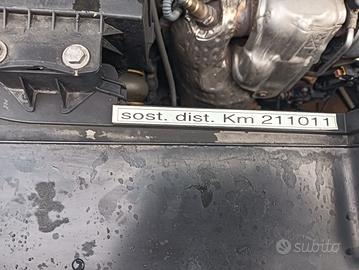 sost. dist. Km 211011
subito